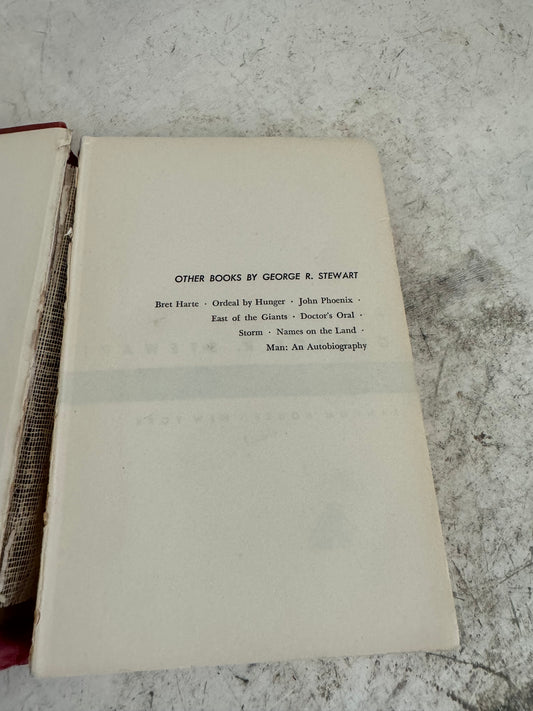 OTHER BOOKS BY GEORGE R. STEWART
Bret Harte · Ordeal by Hunger · John Phoenix ·
East of the Giants · Doctor's Oral ·
Storm · Names on the Land ·
Man: An Autobiography